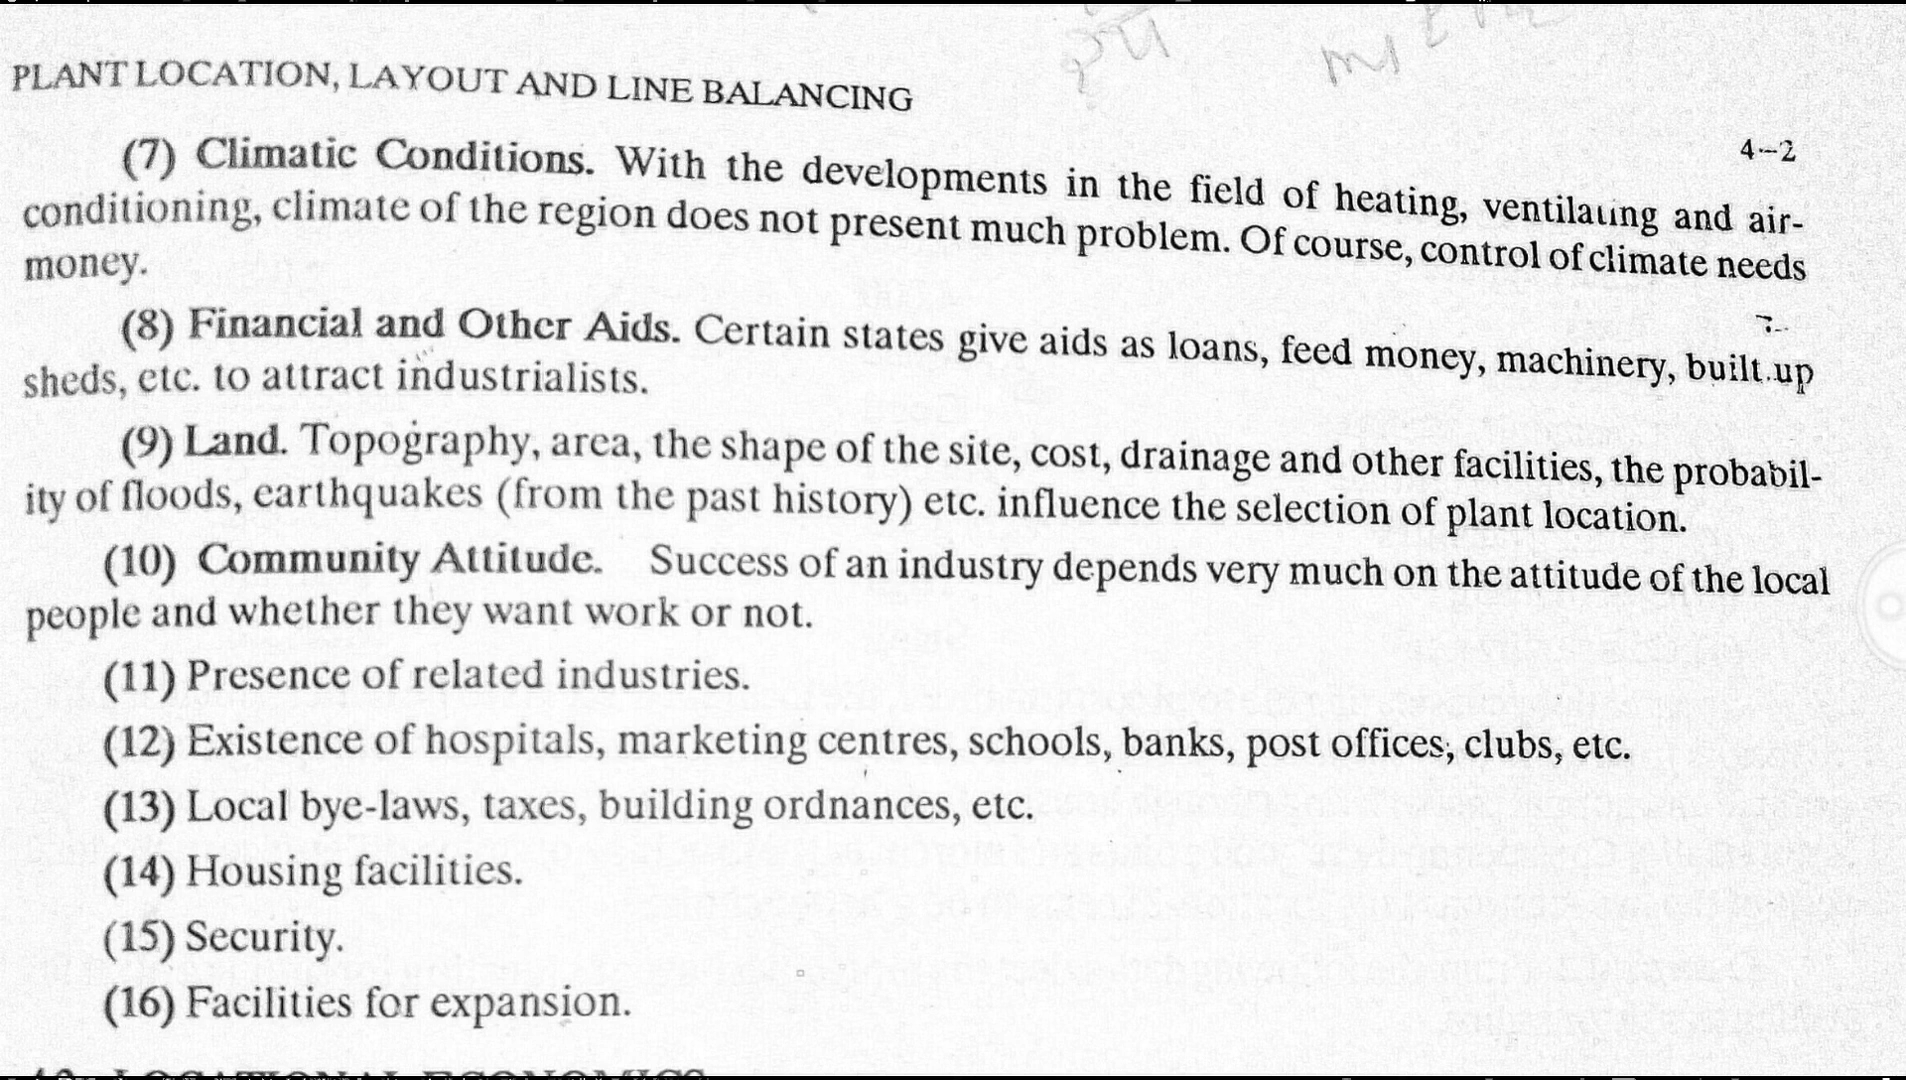 PLANT LOCATION, LAYOUT AND LINE BALANCING
4--2
(7) Climatic Conditions. With the developments in the field of heating, ventilating and air-
conditioning, climate of the region does not present much problem. Of course, control of climate needs
money.
(8) Financial and Other Aids. Certain states give aids as loans, feed money, machinery, built up
sheds, etc. to attract industrialists.
(9) Land. Topography, area, the shape of the site, cost, drainage and other facilities, the probabil-
ity of floods, earthquakes (from the past history) etc. influence the selection of plant location.
(10) Community Attitude. Success of an industry depends very much on the attitude of the local
people and whether they want work or not.
(11) Presence of related industries.
(12) Existence of hospitals, marketing centres, schools, banks, post offices, clubs, etc.
(13) Local bye-laws, taxes, building ordnances, etc.
(14) Housing facilities.
(15) Security.
(16) Facilities for expansion.
LOCATIONAL ECONOMICS